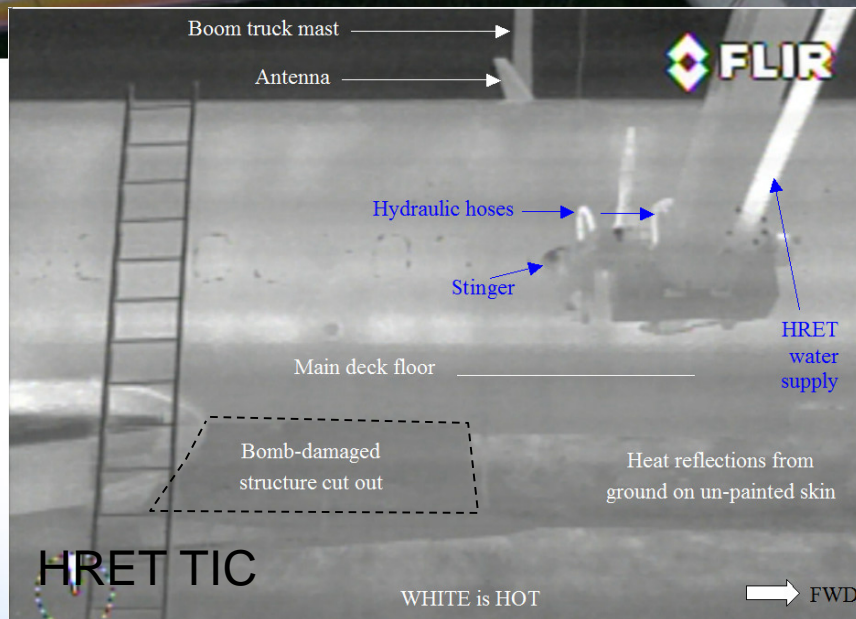 Boom truck mast
Antenna
FLIR
Hydraulic hoses
Stinger
HRET
water
supply
Main deck floor
Bomb-damaged
structure cut out
Heat reflections from
ground on un-painted skin
HRET TIC
WHITE is HOT
FWD